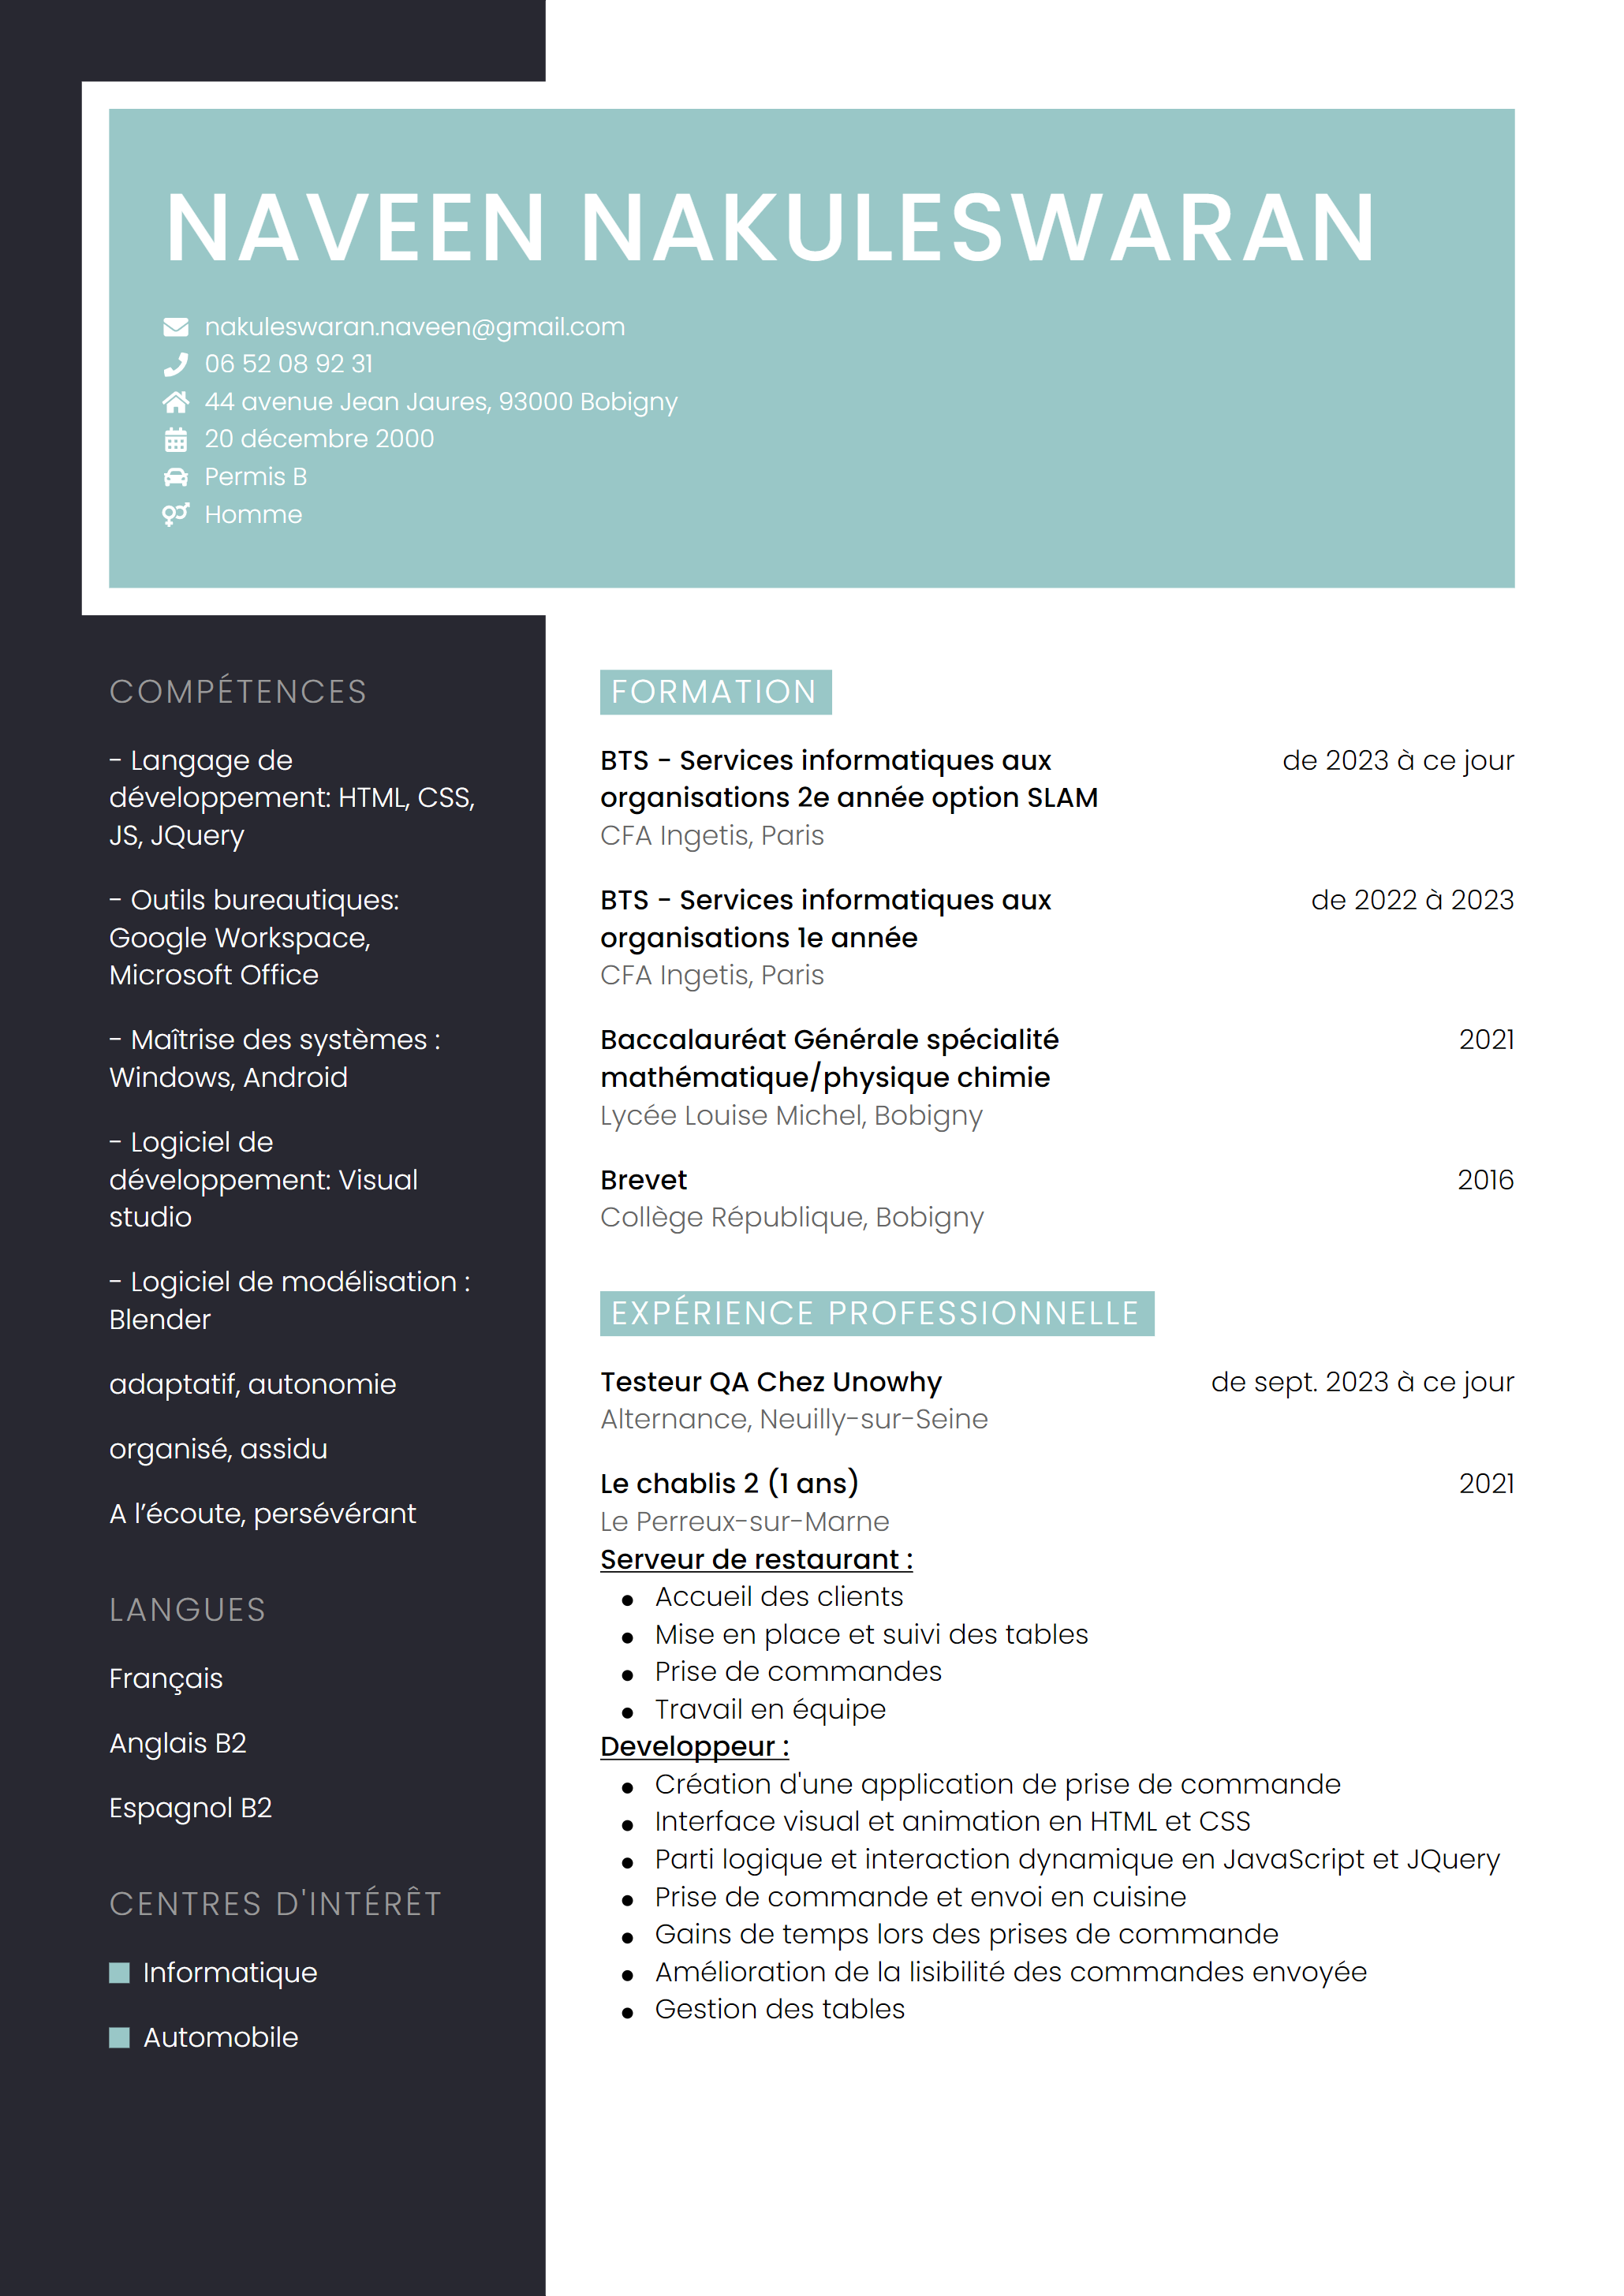 NAVEEN NAKULESWARAN
nakuleswaran.naveen@gmail.com
06 52 08 92 31
44 avenue Jean Jaures, 93000 Bobigny
20 décembre 2000
Permis B
Homme
COMPÉTENCES
- Langage de
développement: HTML, CSS,
JS, JQuery
- Outils bureautiques:
Google Workspace,
Microsoft Office
- Maîtrise des systèmes :
Windows, Android
- Logiciel de
développement: Visual
studio
- Logiciel de modélisation :
Blender
adaptatif, autonomie
organisé, assidu
A l’écoute, persévérant
LANGUES
Français
Anglais B2
Espagnol B2
CENTRES D'INTÉRÊT
Informatique
Automobile
FORMATION
BTS - Services informatiques aux de 2023 à ce jour
organisations 2e année option SLAM
CFA Ingetis, Paris
BTS - Services informatiques aux de 2022 à 2023
organisations 1e année
CFA Ingetis, Paris
Baccalauréat Générale spécialité 2021
mathématique/physique chimie
Lycée Louise Michel, Bobigny
Brevet 2016
Collège République, Bobigny
EXPÉRIENCE PROFESSIONNELLE
Testeur QA Chez Unowhy de sept. 2023 à ce jour
Alternance, Neuilly-sur-Seine
Le chablis 2 (1 ans) 2021
Le Perreux-sur-Marne
Serveur de restaurant :
● Accueil des clients
● Mise en place et suivi des tables
● Prise de commandes
● Travail en équipe
Developpeur :
● Création d'une application de prise de commande
● Interface visual et animation en HTML et CSS
● Parti logique et interaction dynamique en JavaScript et JQuery
● Prise de commande et envoi en cuisine
● Gains de temps lors des prises de commande
● Amélioration de la lisibilité des commandes envoyée
● Gestion des tables